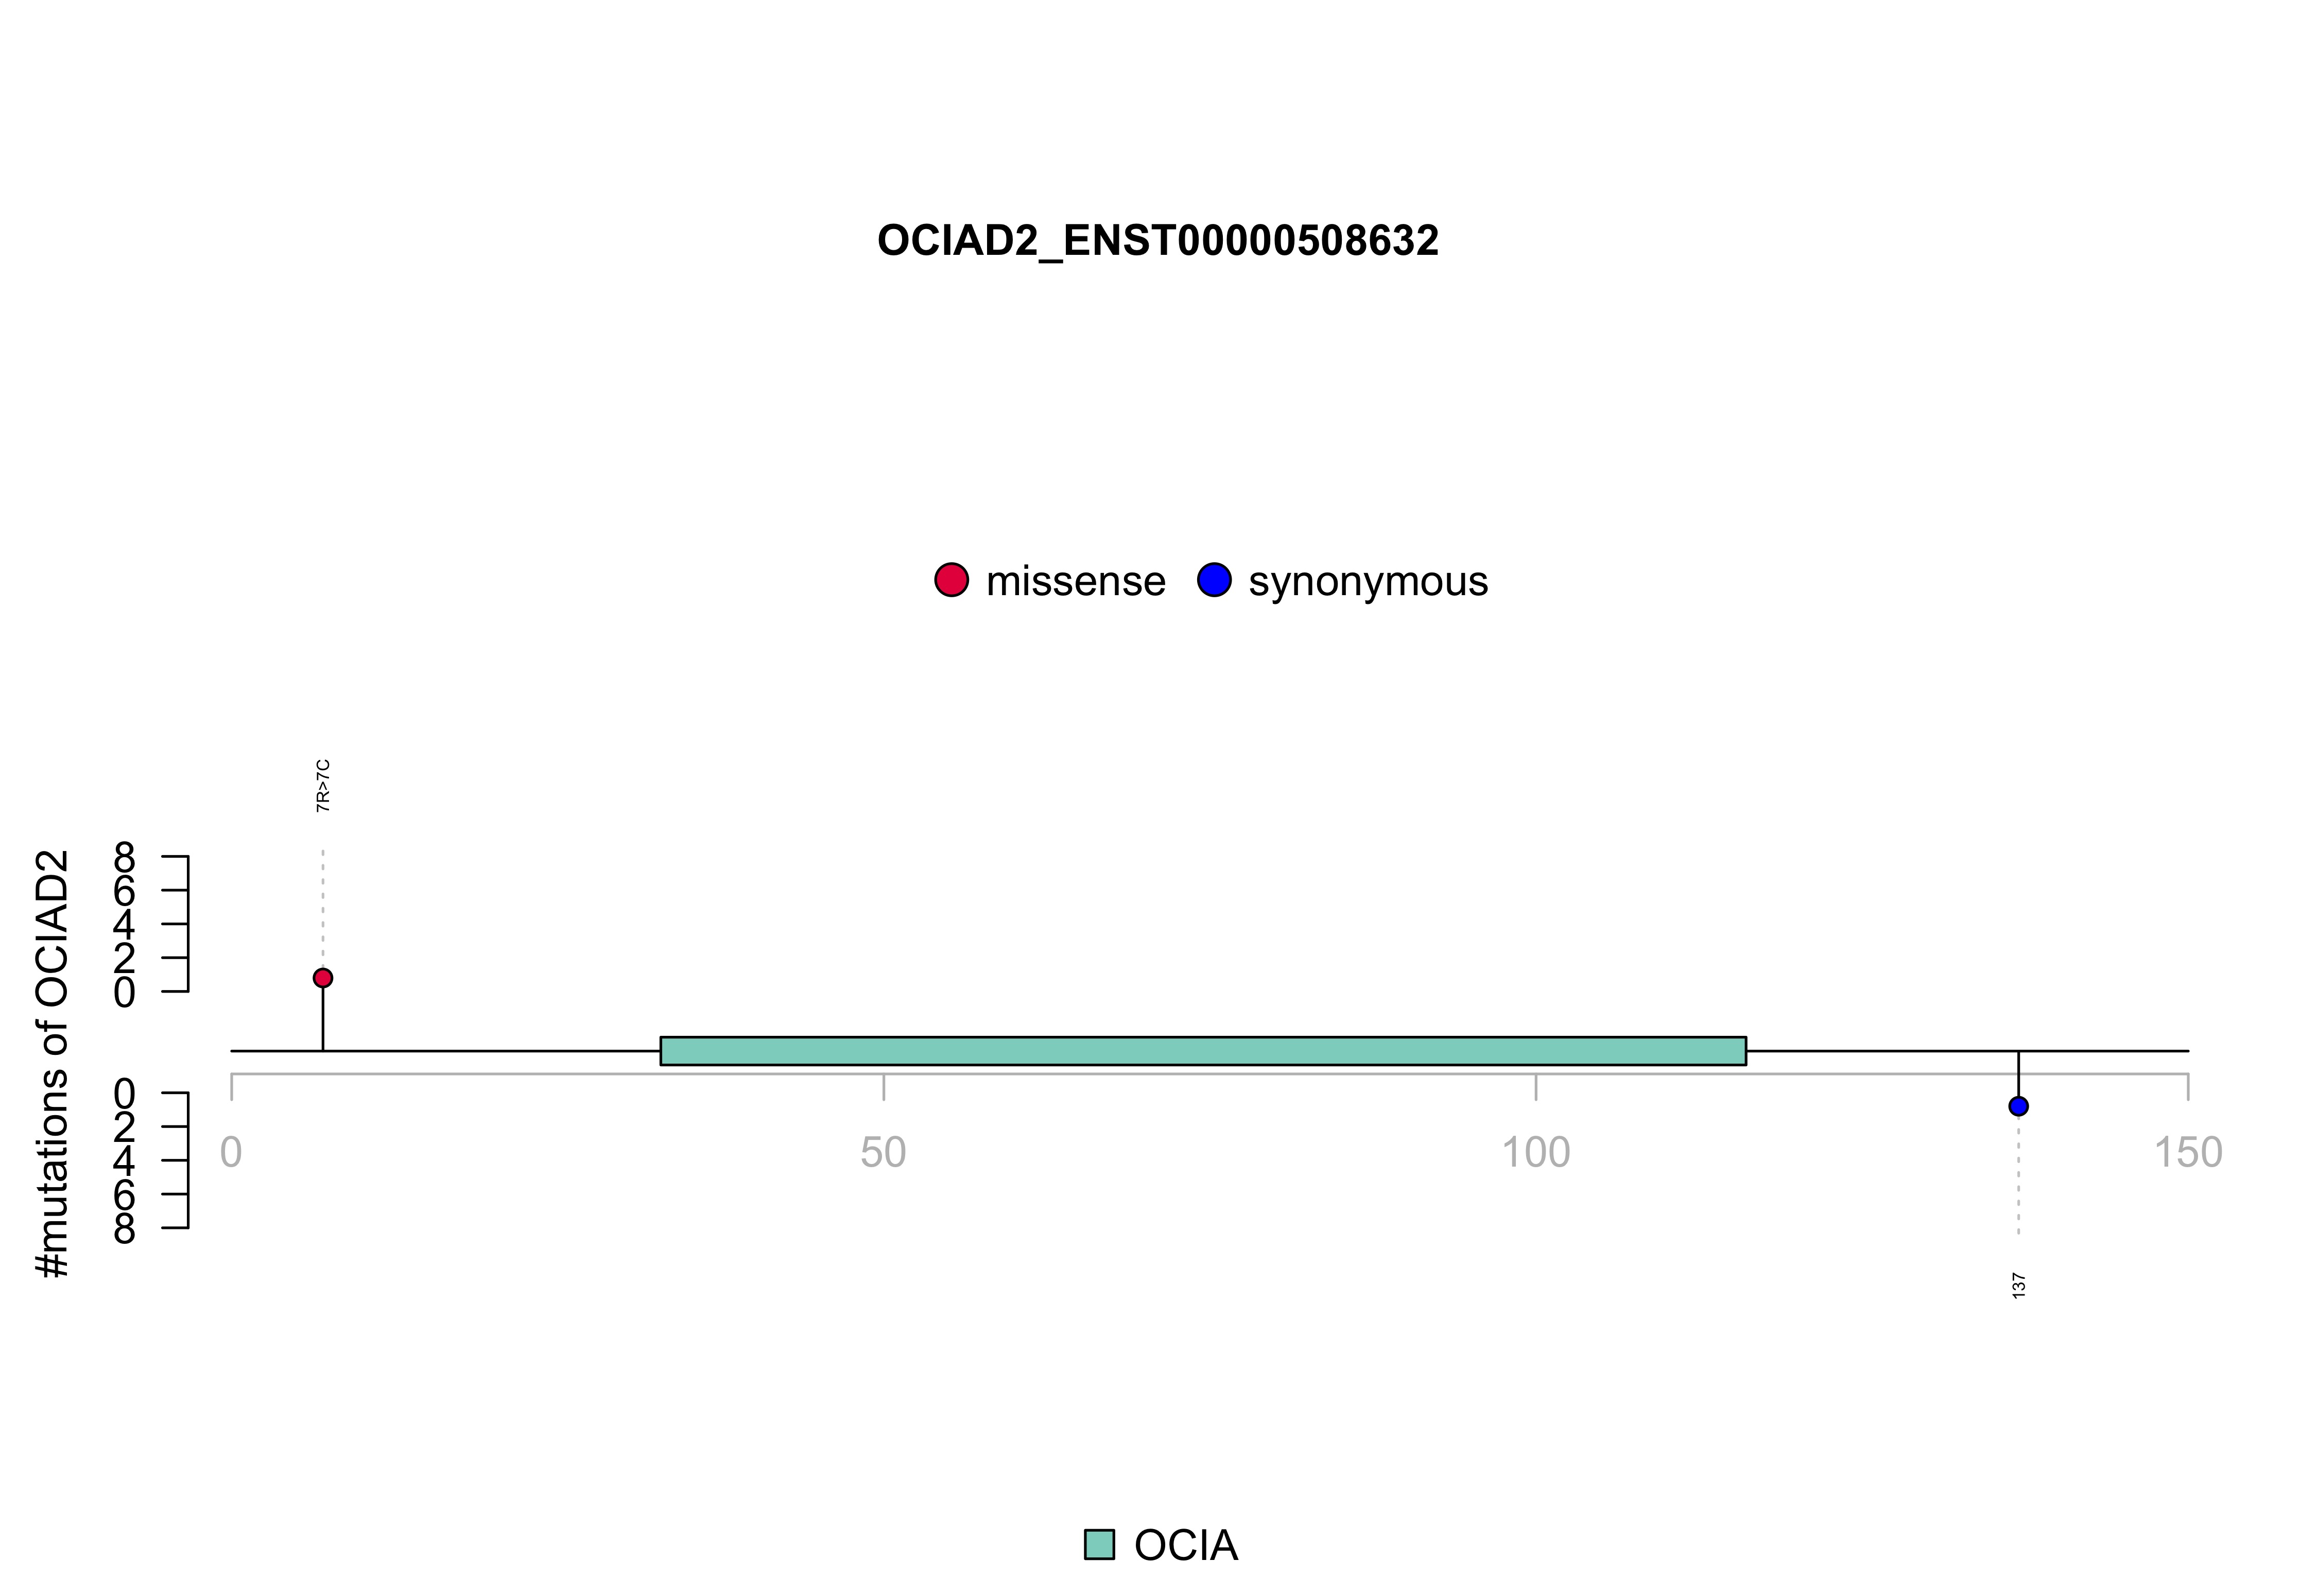 OCIAD2_ENST00000508632
missense synonymous
7R>7C
#mutations of OCIAD2
8
6
4
2
0
0
2
4
6
8
0 50 100 150
137
OCIA